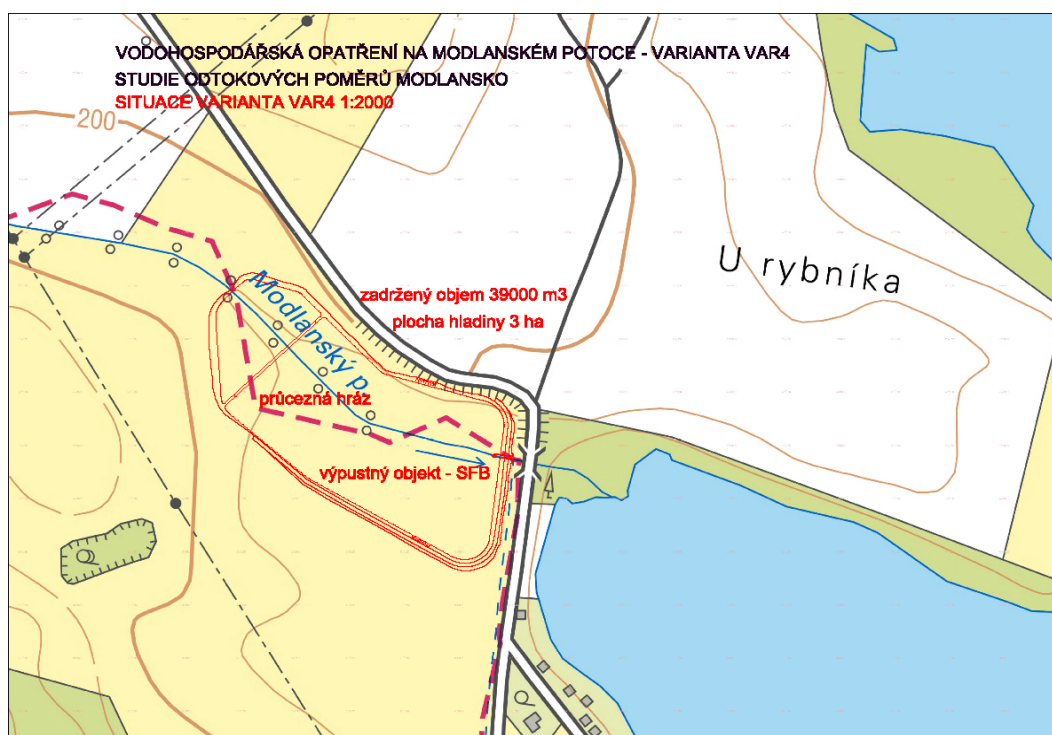 VODOHOSPODÁŘSKÁ OPATŘENÍ NA MODLANSKÉM POTOCE - VARIANTA VAR4
STUDIE ODTOKOVÝCH POMĚRŮ MODLANSKO
SITUACE VARIANTA VAR4 1:2000
200
U rybníka
Modlanský p.
zadržený objem 39000 m3
plocha hladiny 3 ha
průcezná hráz
výpustný objekt - SFB